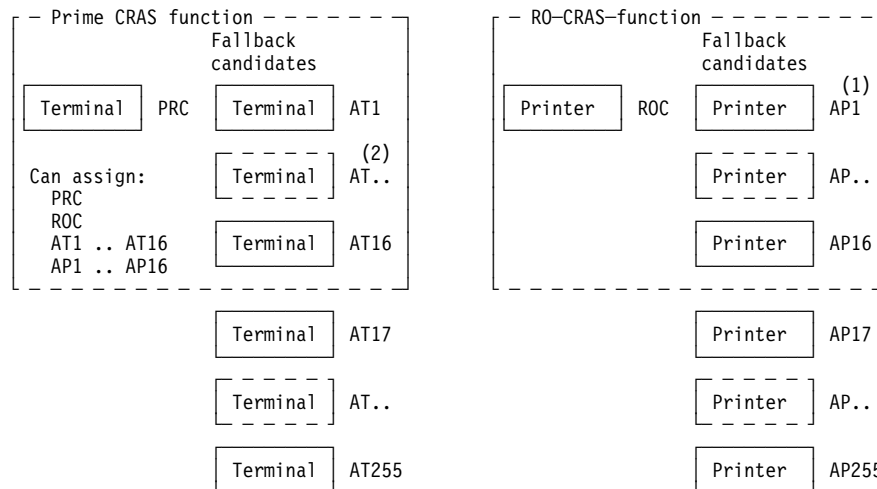 Prime CRAS function
Fallback
candidates
Terminal PRC Terminal AT1
(2)
Can assign: Terminal AT..
PRC
ROC
AT1 .. AT16 Terminal AT16
AP1 .. AP16
Terminal AT17
Terminal AT..
Terminal AT255
RO-CRAS-function
Fallback
candidates
(1)
Printer ROC Printer AP1
Printer AP..
Printer AP16
Printer AP17
Printer AP..
Printer AP255